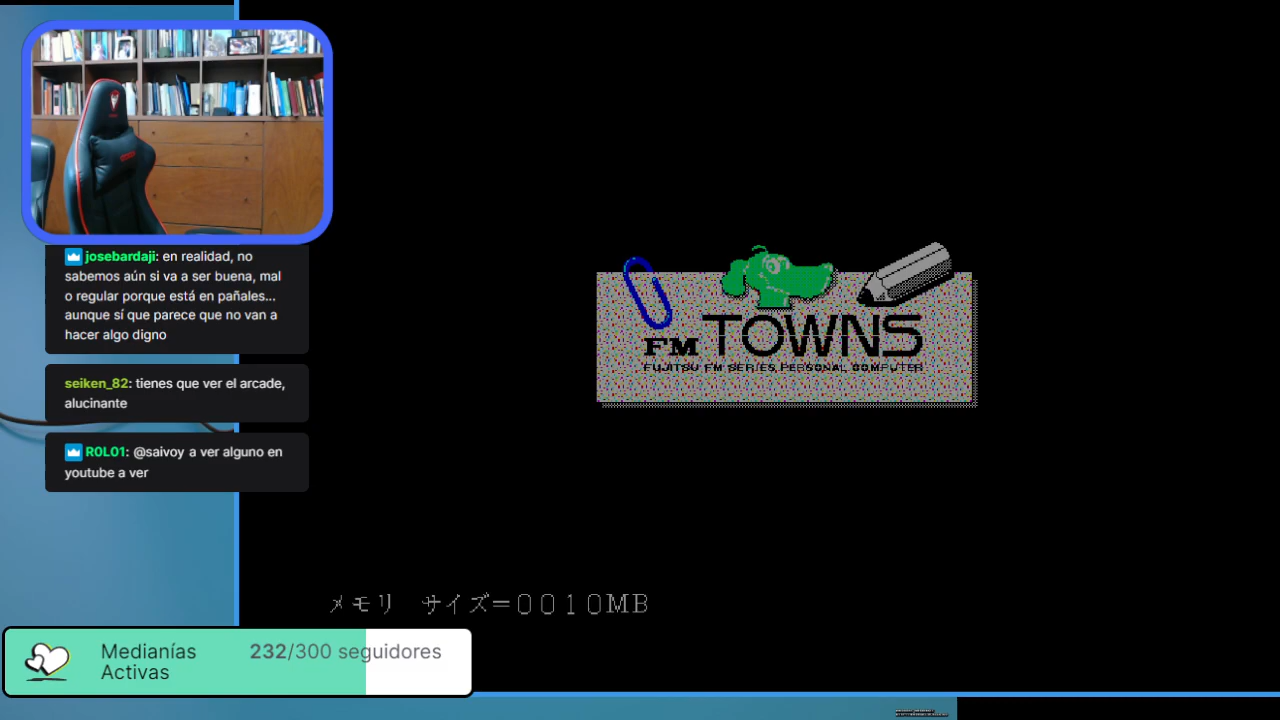 josebardaji: en realidad, no
sabemos aún si va a ser buena, mal
o regular porque está en pañales...
aunque sí que parece que no van a
hacer algo digno
seiken_82: tienes que ver el arcade,
alucinante
R0L01: @saivoy a ver alguno en
youtube a ver
FM TOWNS
FUJITSU FM SERIES PERSONAL COMPUTER
メモリ サイズ=0010MB
Medianías 232/300 seguidores
Activas